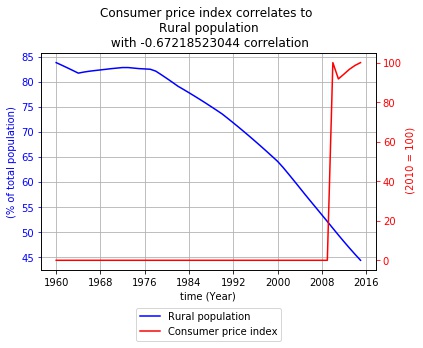 Consumer price index correlates to
Rural population
with -0.67218523044 correlation
85
80
75
70
65
60
55
50
45
(% of total population)
100
80
60
40
20
0
(2010 = 100)
1960 1968 1976 1984 1992 2000 2008 2016
time (Year)
Rural population
Consumer price index